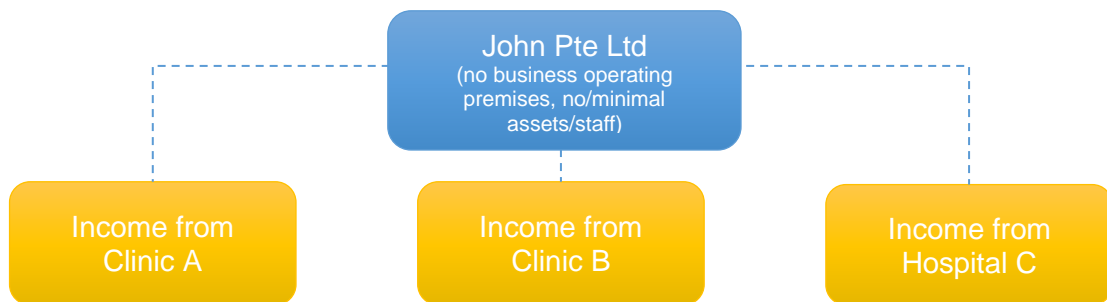 John Pte Ltd
(no business operating
premises, no/minimal
assets/staff)
Income from
Clinic A
Income from
Clinic B
Income from
Hospital C